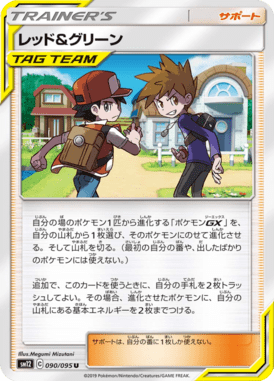 TRAINER'S
サポート
レッド&グリーン
TAG TEAM
自分の場のポケモン1匹から進化する「ポケモンGX」を、
自分の山札から1枚選び、そのポケモンにのせて進化させ
る。そして山札を切る。（最初の自分の番や、出したばかり
のポケモンには使えない。）
追加で、このカードを使うときに、自分の手札を2枚トラッ
シュしてよい。その場合、進化させたポケモンに、自分の
山札にある基本エネルギーを2枚までつける。
Illus.Megumi Mizutani
サポートは、自分の番に1枚しか使えない。
SM12 C 090/095 U
©2019 Pokémon/Nintendo/Creatures/GAME FREAK.